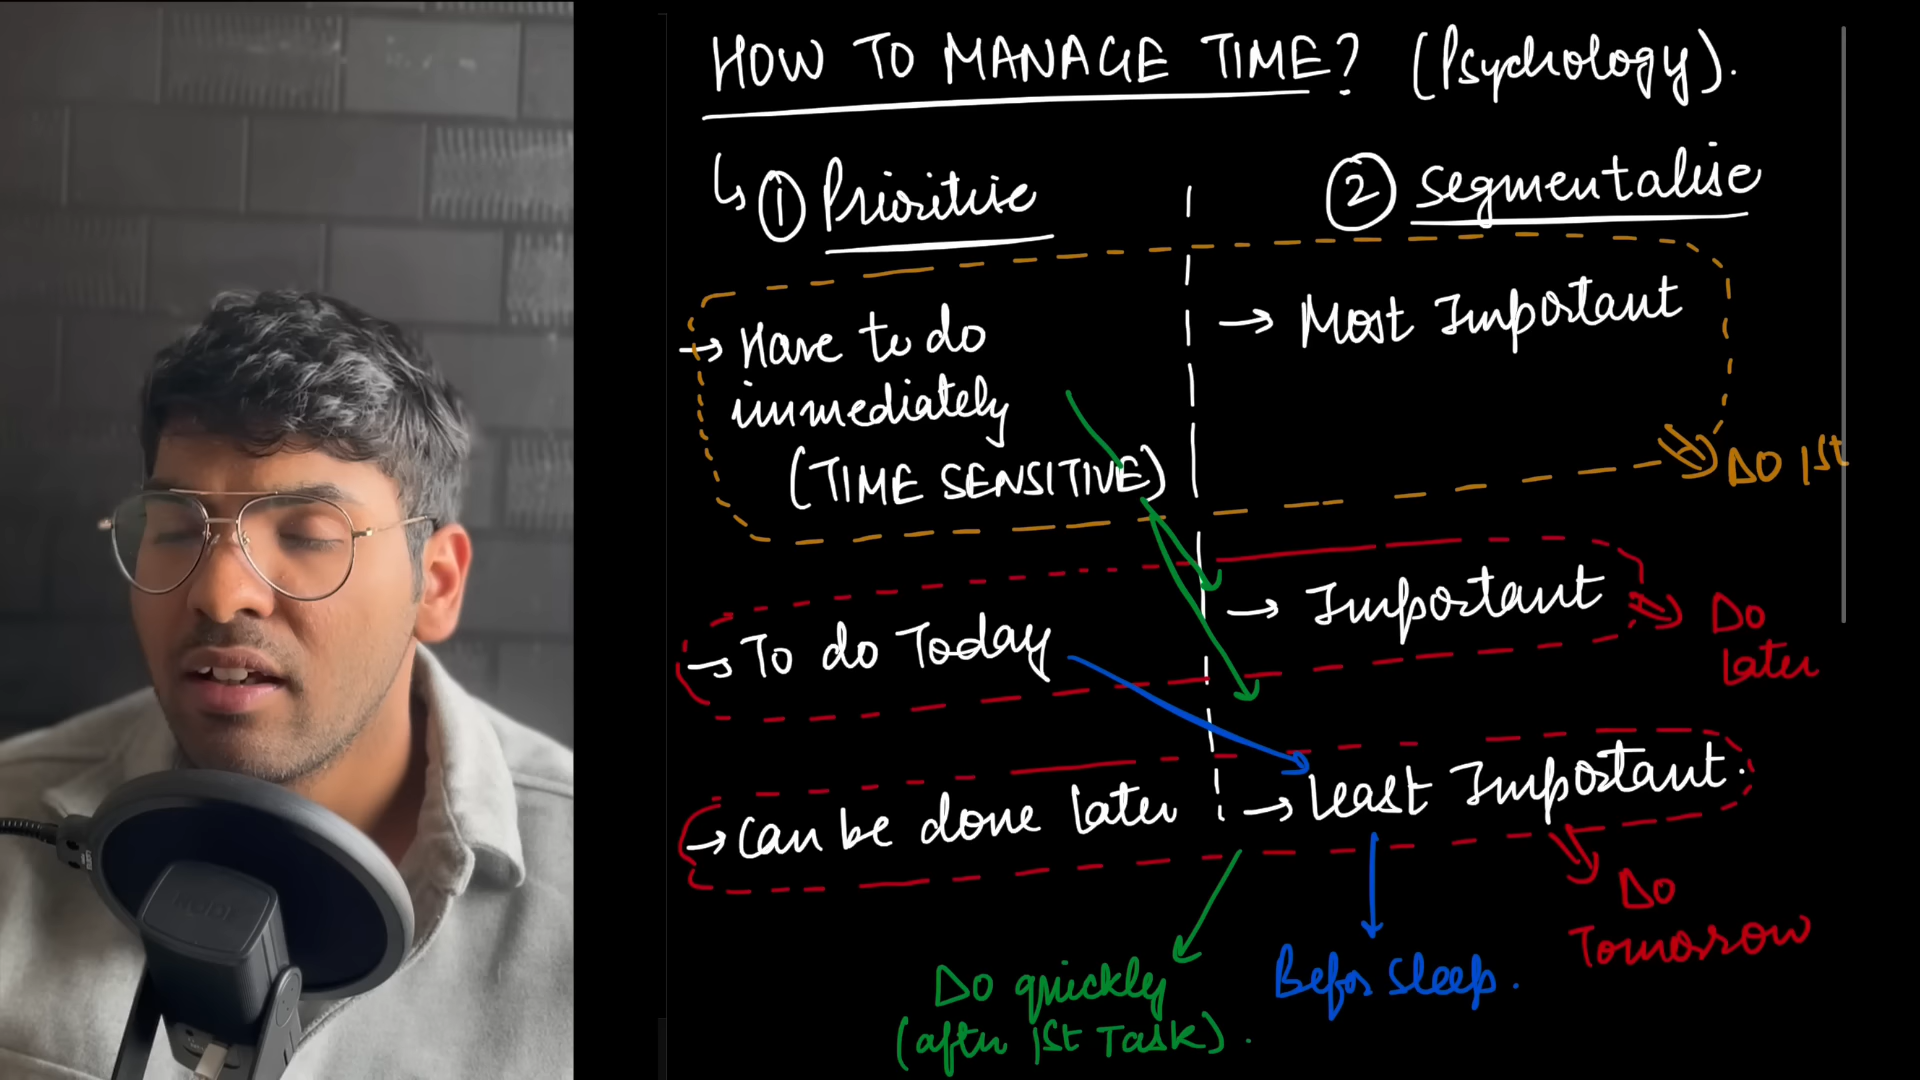 HOW TO MANAGE TIME? (Psychology).
↳ ① Prioritise
② Segmentalise
→ Have to do
immediately
(TIME SENSITIVE)
→ Most Important
⇒ DO 1st
→ To do Today
→ Important
⇒ Do
later
→ can be done later
→ least Important.
Do
Tomorrow
Do quickly
(after 1st Task).
Befor sleep.
RODE